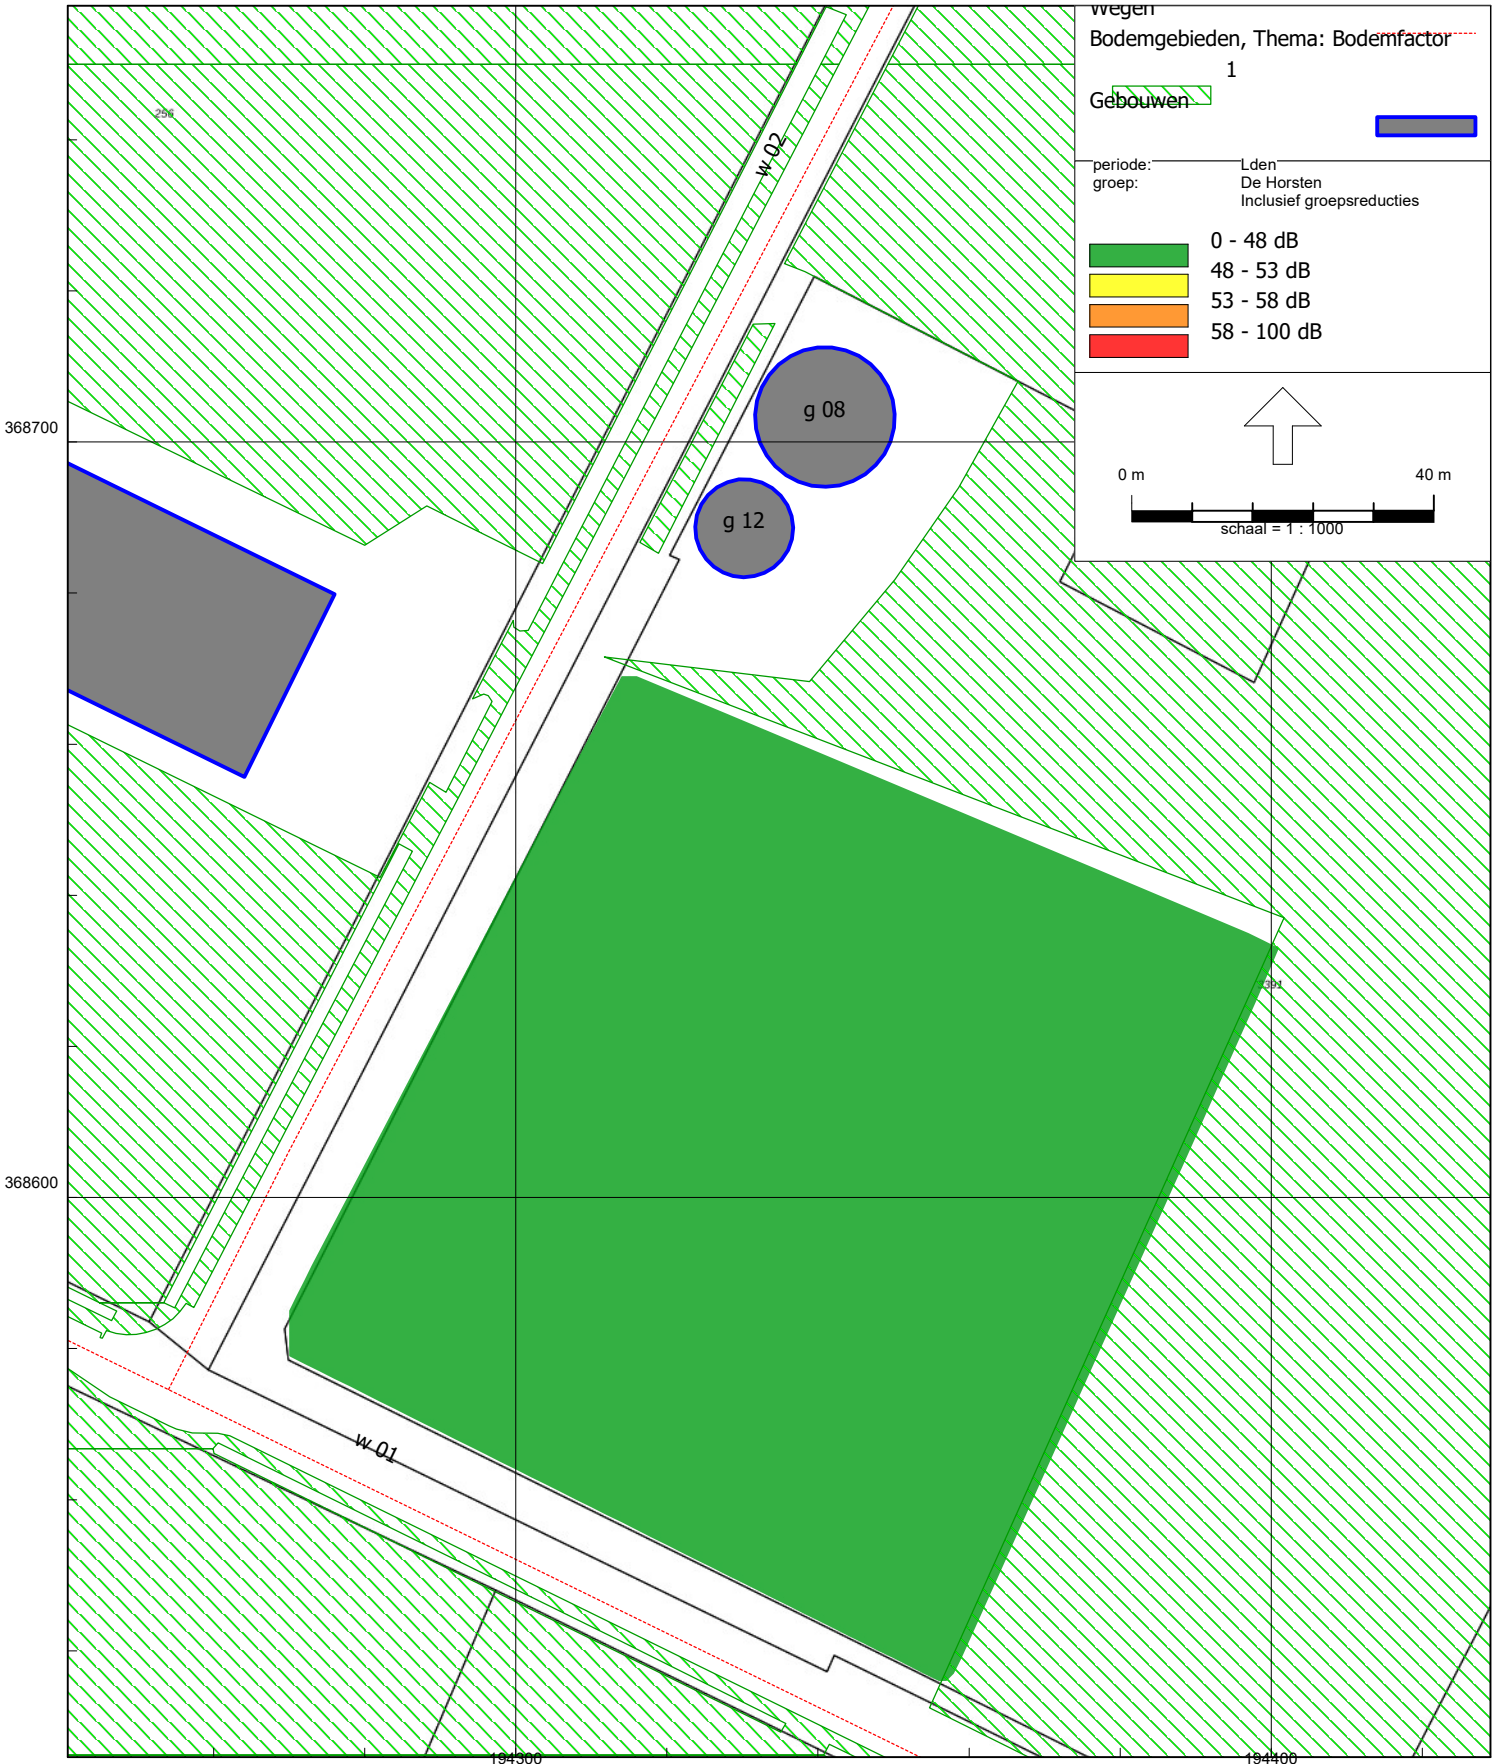 Wegen
Bodemgebieden, Thema: Bodemfactor
1
Gebouwen
periode: Lden
groep: De Horsten
Inclusief groepsreducties
0 - 48 dB
48 - 53 dB
53 - 58 dB
58 - 100 dB
0 m 40 m
schaal = 1 : 1000
256
w 02
g 08
368700
g 12
391
368600
w 01
194300 194400